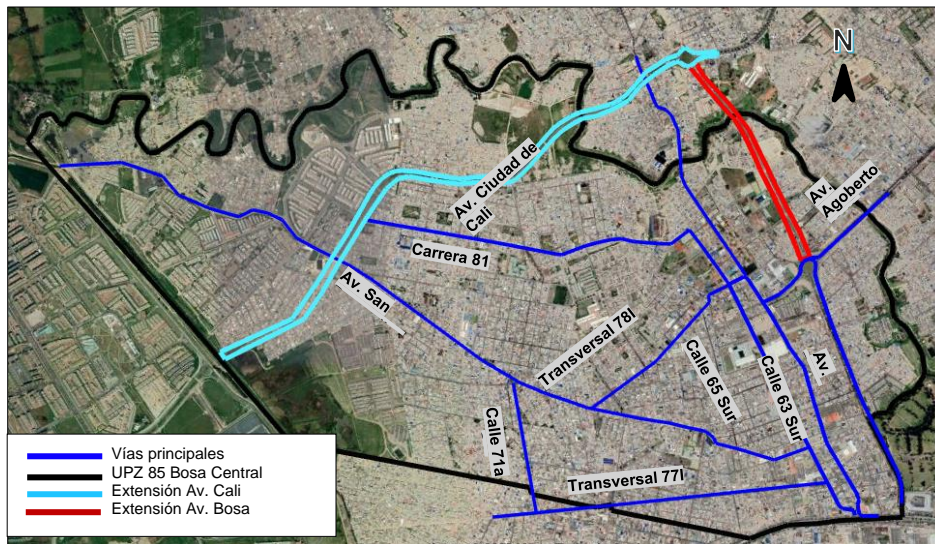 N
Av. Ciudad de
Cali
Av.
Agoberto
Carrera 81
Av. San
Transversal 78I
Calle 65 Sur
Calle 63 Sur
Av.
Calle 71a
Transversal 77I
Vías principales
UPZ 85 Bosa Central
Extensión Av. Cali
Extensión Av. Bosa